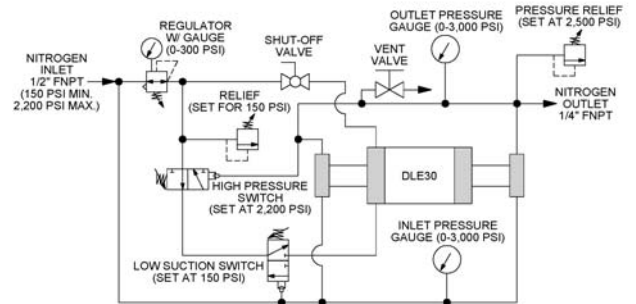 REGULATOR
W/ GAUGE
(0-300 PSI)
OUTLET PRESSURE
GAUGE
(0-3,000 PSI)
PRESSURE RELIEF
(SET AT 2,500 PSI)
NITROGEN
INLET
1/2" FNPT
(150 PSI MIN.
2,200 PSI MAX.)
SHUT-OFF
VALVE
VENT
VALVE
RELIEF
(SET FOR 150 PSI)
NITROGEN
OUTLET
1/4" FNPT
DLE30
HIGH PRESSURE
SWITCH
(SET AT 2,200 PSI)
INLET PRESSURE
GAUGE (0-3,000 PSI)
LOW SUCTION SWITCH
(SET AT 150 PSI)